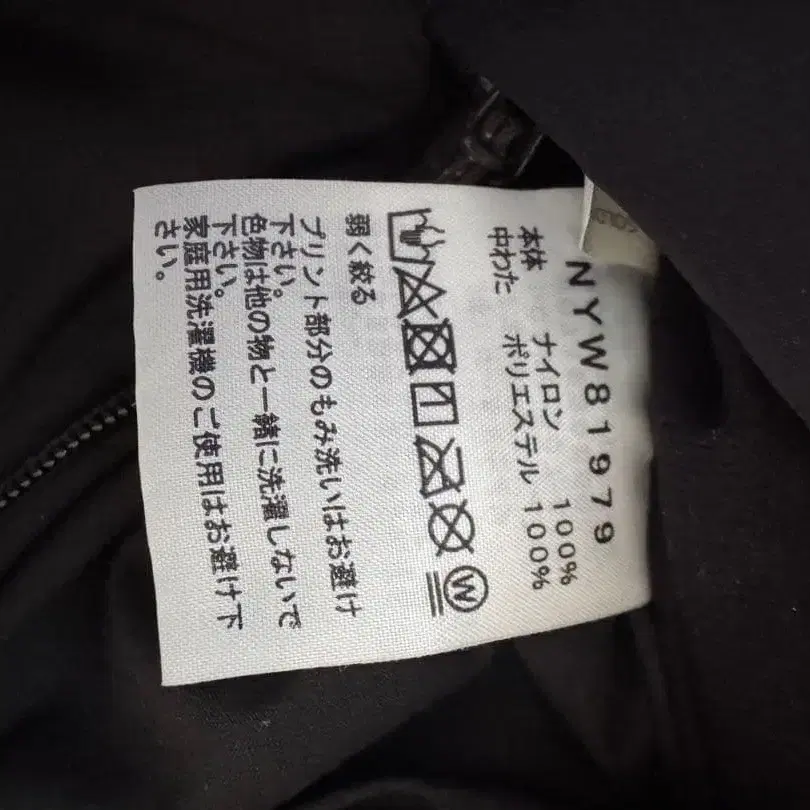 NYW81979
本体 ナイロン 100%
中わた ポリエステル 100%
W
弱く絞る
プリント部分のもみ洗いはお避け
下さい。
色物は他の物と一緒に洗濯しないで
下さい。
家庭用洗濯機のご使用はお避け下
さい。